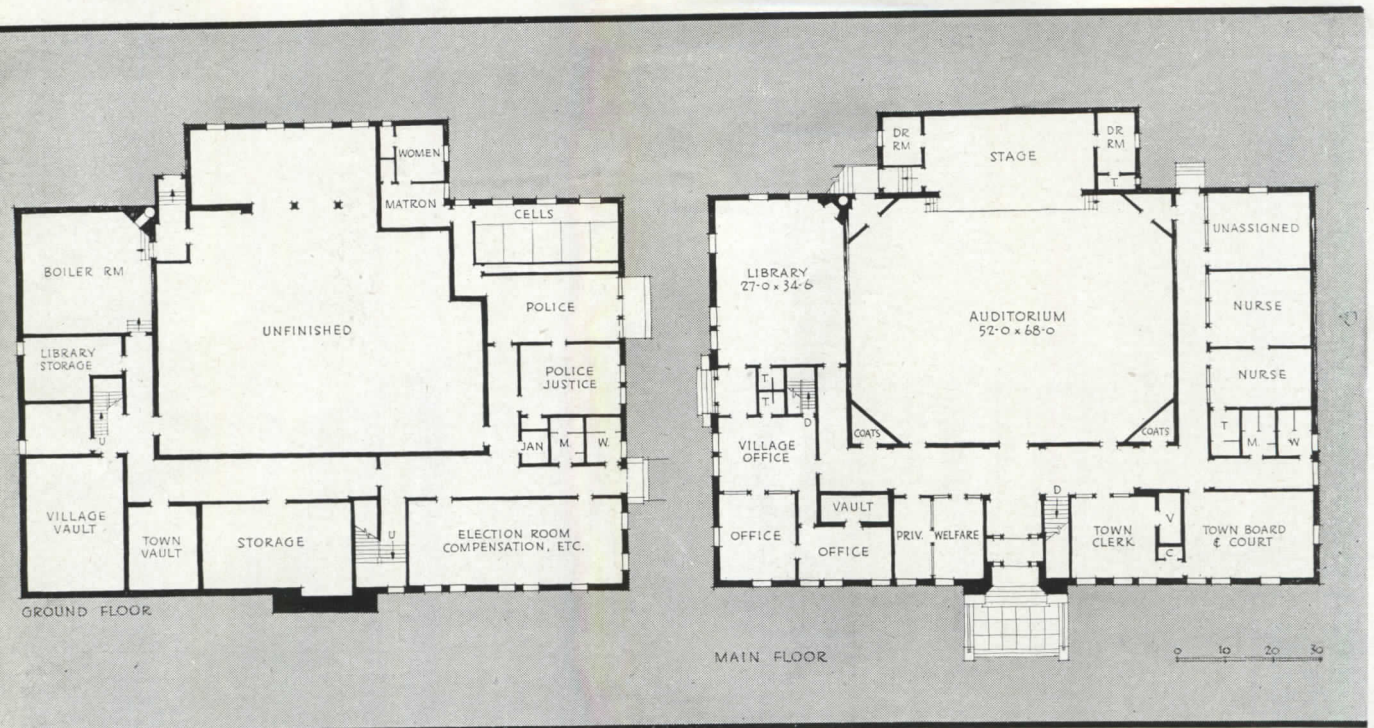 WOMEN
MATRON
CELLS
BOILER RM
POLICE
UNFINISHED
LIBRARY
STORAGE
POLICE
JUSTICE
U
JAN
M.
W.
VILLAGE
VAULT
TOWN
VAULT
STORAGE
U
ELECTION ROOM
COMPENSATION, ETC.
GROUND FLOOR
DR
RM
STAGE
DR
RM
T.
UNASSIGNED
LIBRARY
27-0 x 34-6
NURSE
AUDITORIUM
52-0 x 68-0
NURSE
T.
T.
D
COATS
COATS
T
M.
W
VILLAGE
OFFICE
VAULT
D
V
OFFICE
OFFICE
PRIV.
WELFARE
TOWN
CLERK
C
TOWN BOARD
& COURT
MAIN FLOOR
0 10 20 30